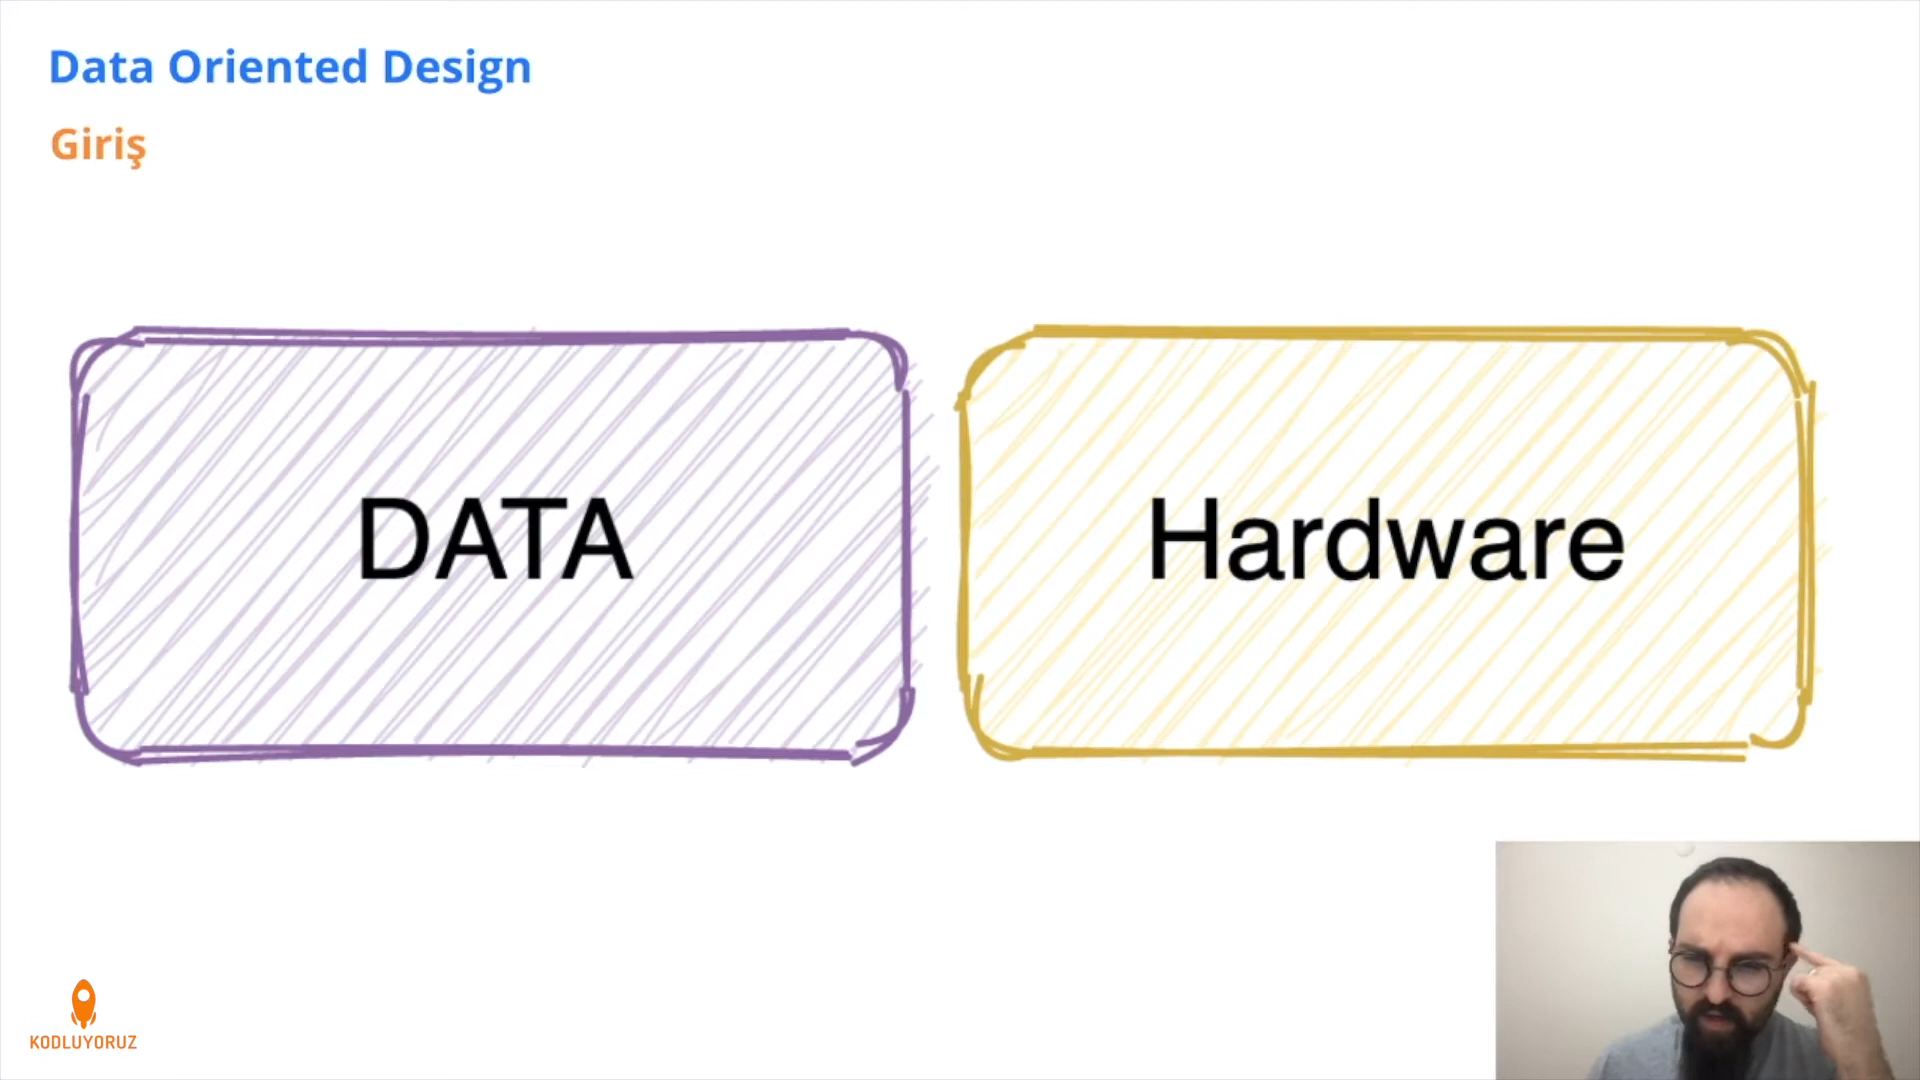 Data Oriented Design
Giriş
DATA
Hardware
KODLUYORUZ